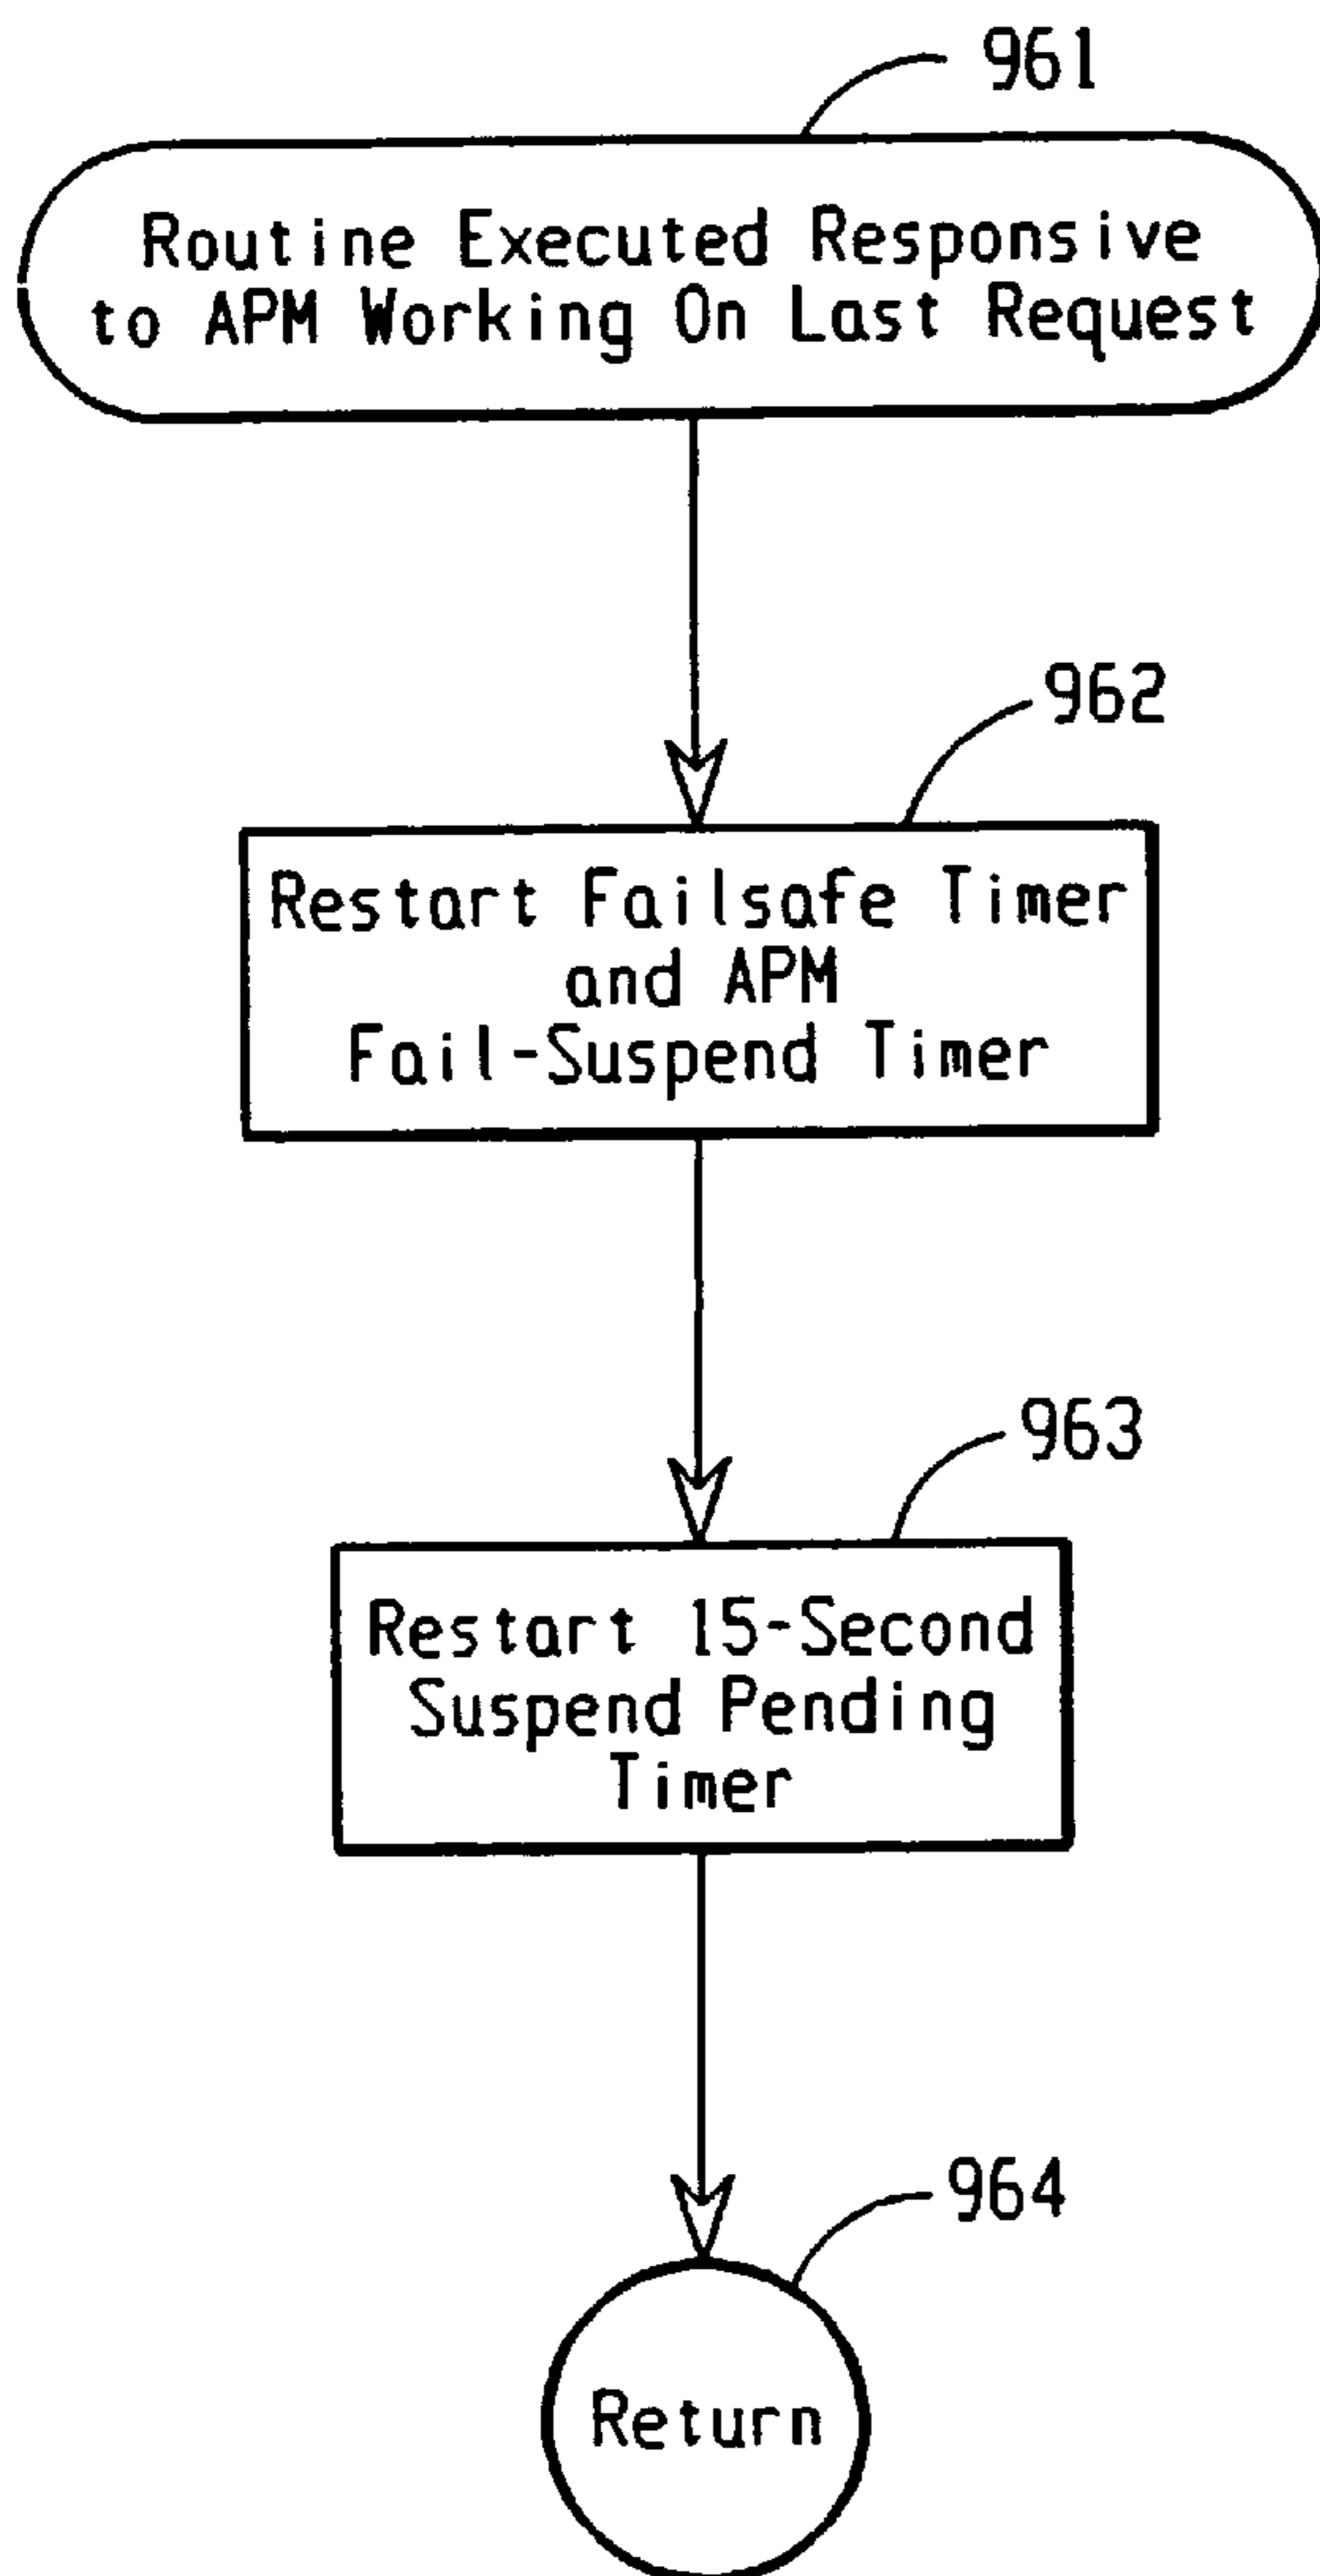 961
Routine Executed Responsive
to APM Working On Last Request
962
Restart Failsafe Timer
and APM
Fail-Suspend Timer
963
Restart 15-Second
Suspend Pending
Timer
964
Return